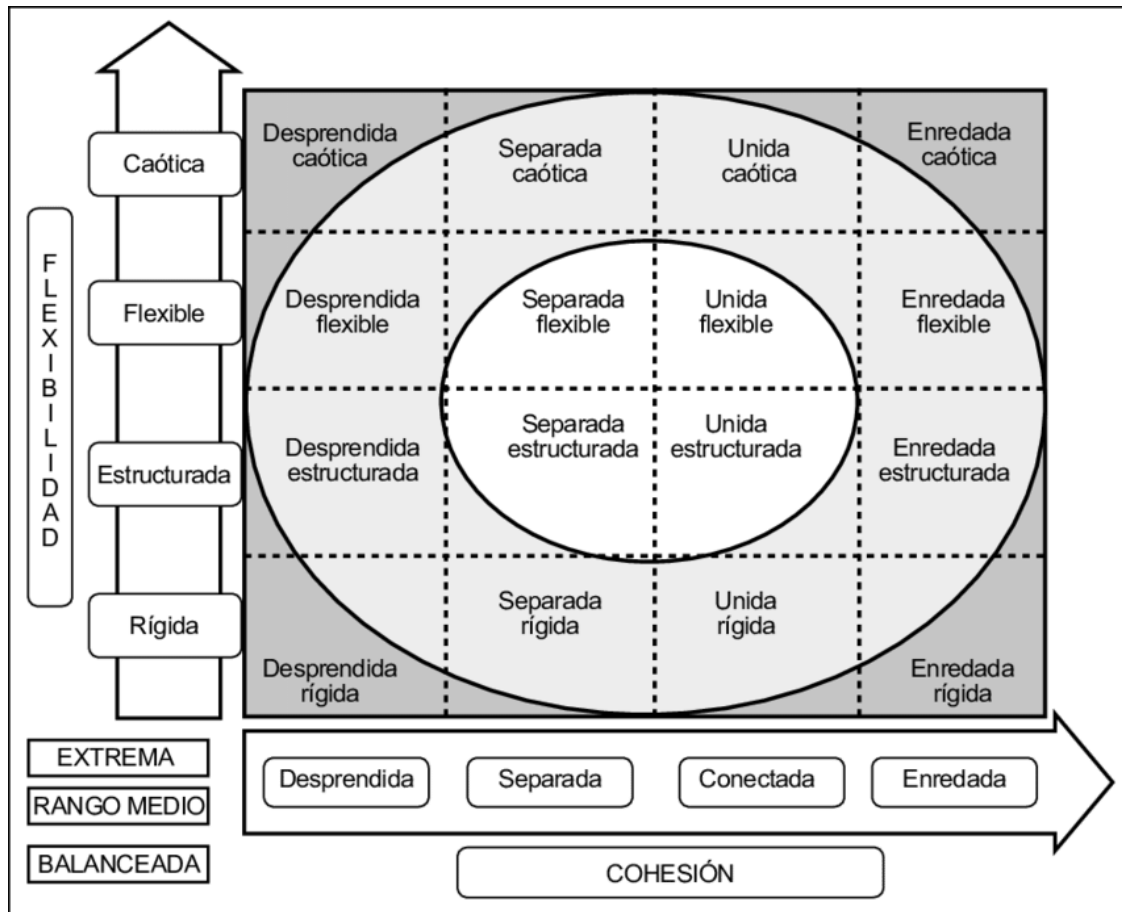 Desprendida
caótica
Separada
caótica
Unida
caótica
Enredada
caótica
Caótica
FLEXIBILIDAD
Flexible
Desprendida
flexible
Separada
flexible
Unida
flexible
Enredada
flexible
Estructurada
Desprendida
estructurada
Separada
estructurada
Unida
estructurada
Enredada
estructurada
Rígida
Separada
rígida
Unida
rígida
Desprendida
rígida
Enredada
rígida
EXTREMA
RANGO MEDIO
BALANCEADA
Desprendida
Separada
Conectada
Enredada
COHESIÓN